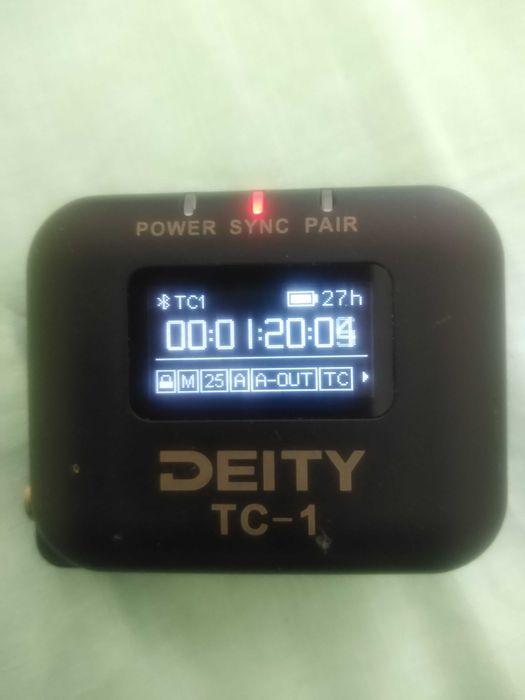 POWER SYNC PAIR
TC1 27h
00:01:20:0
M 25 A A-OUT TC
DEITY
TC-1